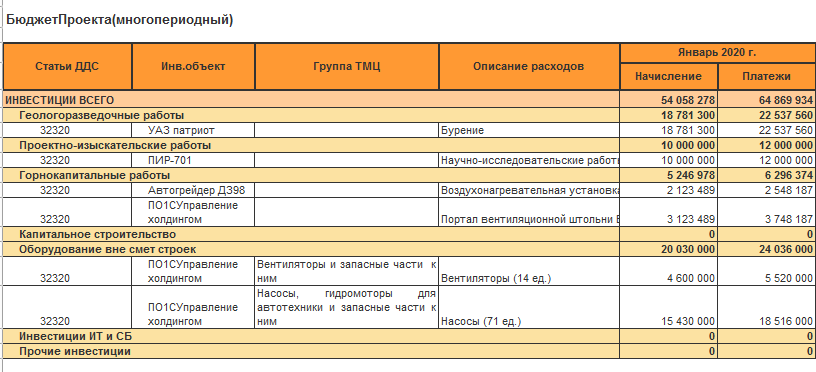 БюджетПроекта(многопериодный)
Статьи ДДС Инв.объект Группа ТМЦ Описание расходов Январь 2020 г.
Начисление Платежи
ИНВЕСТИЦИИ ВСЕГО 54 058 278 64 869 934
Геологоразведочные работы 18 781 300 22 537 560
32320 УАЗ патриот Бурение 18 781 300 22 537 560
Проектно-изыскательские работы 10 000 000 12 000 000
32320 ПИР-701 Научно-исследовательские работы 10 000 000 12 000 000
Горнокапитальные работы 5 246 978 6 296 374
32320 Автогрейдер ДЗ98 Воздухонагревательная установка 2 123 489 2 548 187
ПО1СУправление
32320 холдингом Портал вентиляционной штольни В 3 123 489 3 748 187
Капитальное строительство 0 0
Оборудование вне смет строек 20 030 000 24 036 000
ПО1СУправление Вентиляторы и запасные части к
32320 холдингом ним Вентиляторы (14 ед.) 4 600 000 5 520 000
Насосы, гидромоторы для
ПО1СУправление автотехники и запасные части к
32320 холдингом ним Насосы (71 ед.) 15 430 000 18 516 000
Инвестиции ИТ и СБ 0 0
Прочие инвестиции 0 0